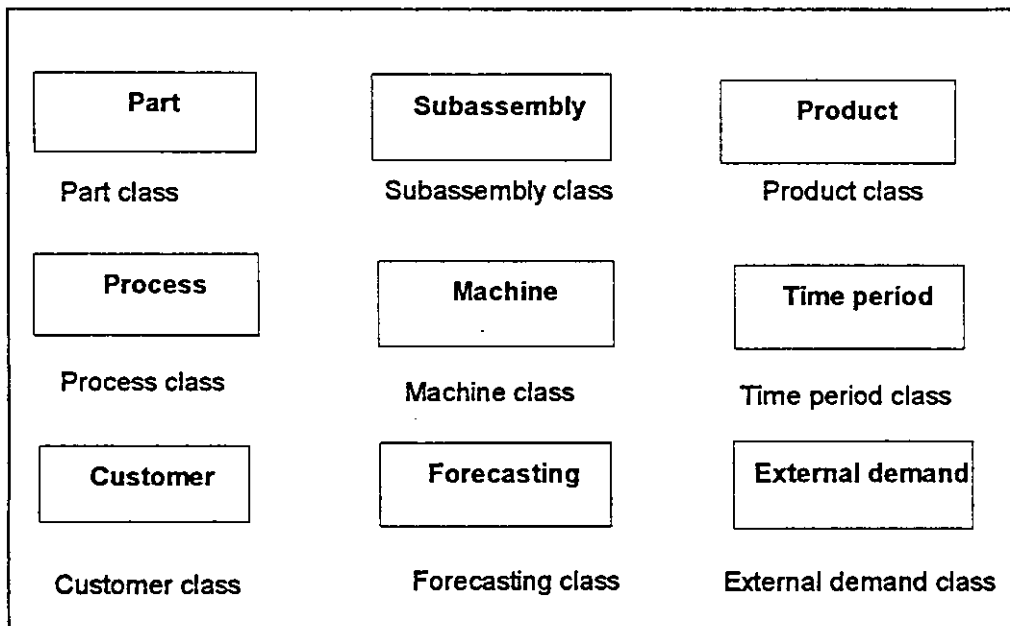 Part
Subassembly
Product
Part class
Subassembly class
Product class
Process
Machine
Time period
Process class
Machine class
Time period class
Customer
Forecasting
External demand
Customer class
Forecasting class
External demand class